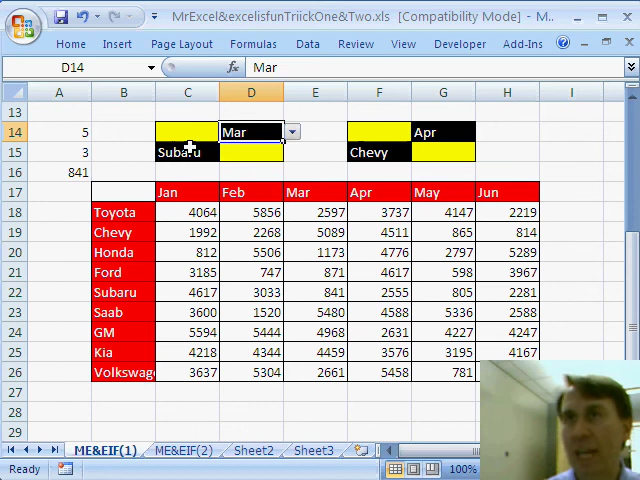 MrExcel&excelisfunTriickOne&Two.xls [Compatibility Mode] - M..
Home Insert Page Layout Formulas Data Review View Developer Add-Ins
D14 fx Mar
A B C D E F G H I
13
14 5 Mar Apr
15 3 Subaru Chevy
16 841
17 Jan Feb Mar Apr May Jun
18 Toyota 4064 5856 2597 3737 4147 2219
19 Chevy 1992 2268 5089 4511 865 814
20 Honda 812 5506 1173 4776 2797 5289
21 Ford 3185 747 871 4617 598 3967
22 Subaru 4617 3033 841 2555 805 2281
23 Saab 3600 1520 5480 4588 5336 2588
24 GM 5594 5444 4968 2631 4227 4247
25 Kia 4218 4344 4459 3576 3195 4167
26 Volkswage 3637 5304 2661 5458 781
27
28
29
ME&EIF(1) ME&EIF(2) Sheet2 Sheet3
Ready 100%